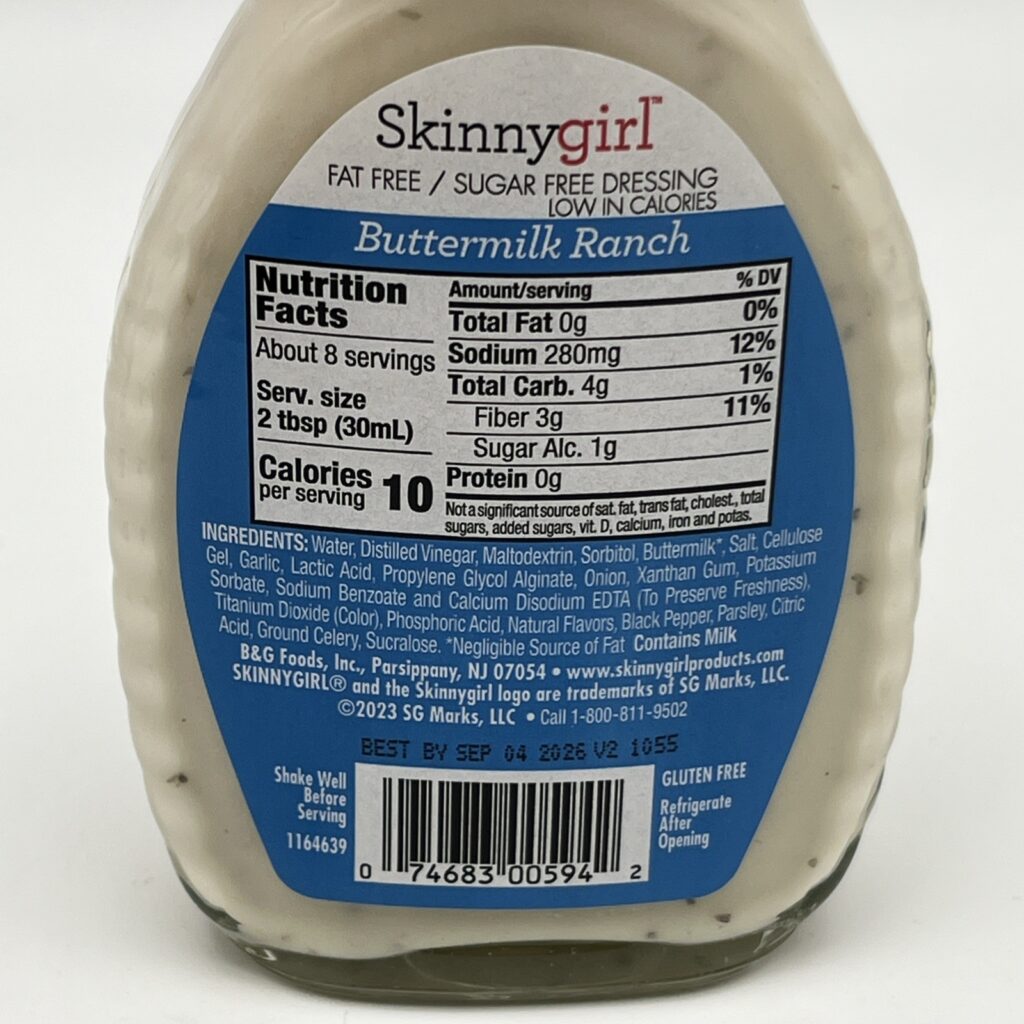 Skinnygirl™
FAT FREE / SUGAR FREE DRESSING
LOW IN CALORIES
Buttermilk Ranch
Nutrition
Facts
About 8 servings
Serv. size
2 tbsp (30mL)
Calories
per serving
10
Amount/serving % DV
Total Fat 0g 0%
Sodium 280mg 12%
Total Carb. 4g 1%
Fiber 3g 11%
Sugar Alc. 1g
Protein 0g
Not a significant source of sat. fat, trans fat, cholest., total
sugars, added sugars, vit. D, calcium, iron and potas.
INGREDIENTS: Water, Distilled Vinegar, Maltodextrin, Sorbitol, Buttermilk*, Salt, Cellulose
Gel, Garlic, Lactic Acid, Propylene Glycol Alginate, Onion, Xanthan Gum, Potassium
Sorbate, Sodium Benzoate and Calcium Disodium EDTA (To Preserve Freshness),
Titanium Dioxide (Color), Phosphoric Acid, Natural Flavors, Black Pepper, Parsley, Citric
Acid, Ground Celery, Sucralose. *Negligible Source of Fat Contains Milk
B&G Foods, Inc., Parsippany, NJ 07054 • www.skinnygirlproducts.com
SKINNYGIRL® and the Skinnygirl logo are trademarks of SG Marks, LLC.
©2023 SG Marks, LLC • Call 1-800-811-9502
BEST BY SEP 04 2026 V2 1055
Shake Well
Before
Serving
1164639
0 74683 00594 2
GLUTEN FREE
Refrigerate
After
Opening